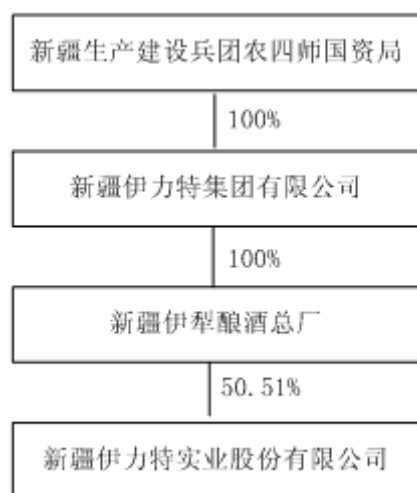 新疆生产建设兵团农四师国资局
100%
新疆伊力特集团有限公司
100%
新疆伊犁酿酒总厂
50.51%
新疆伊力特实业股份有限公司